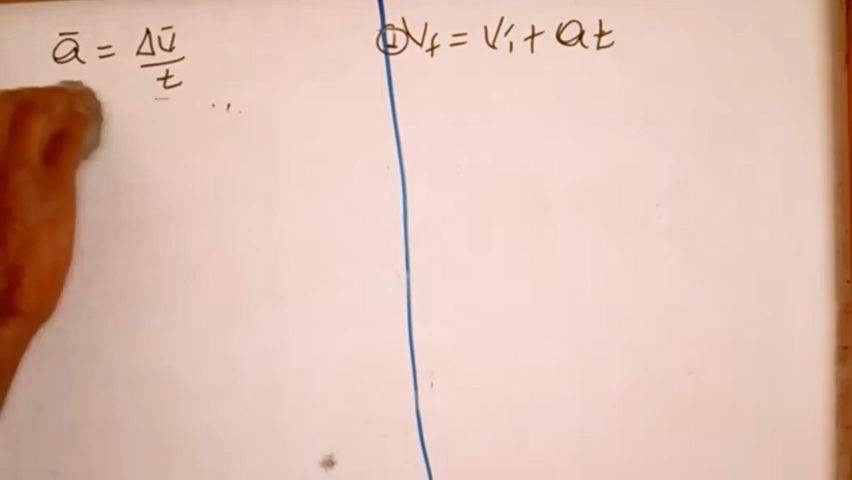 ā = Δv̄/t
① Vf = Vi + at